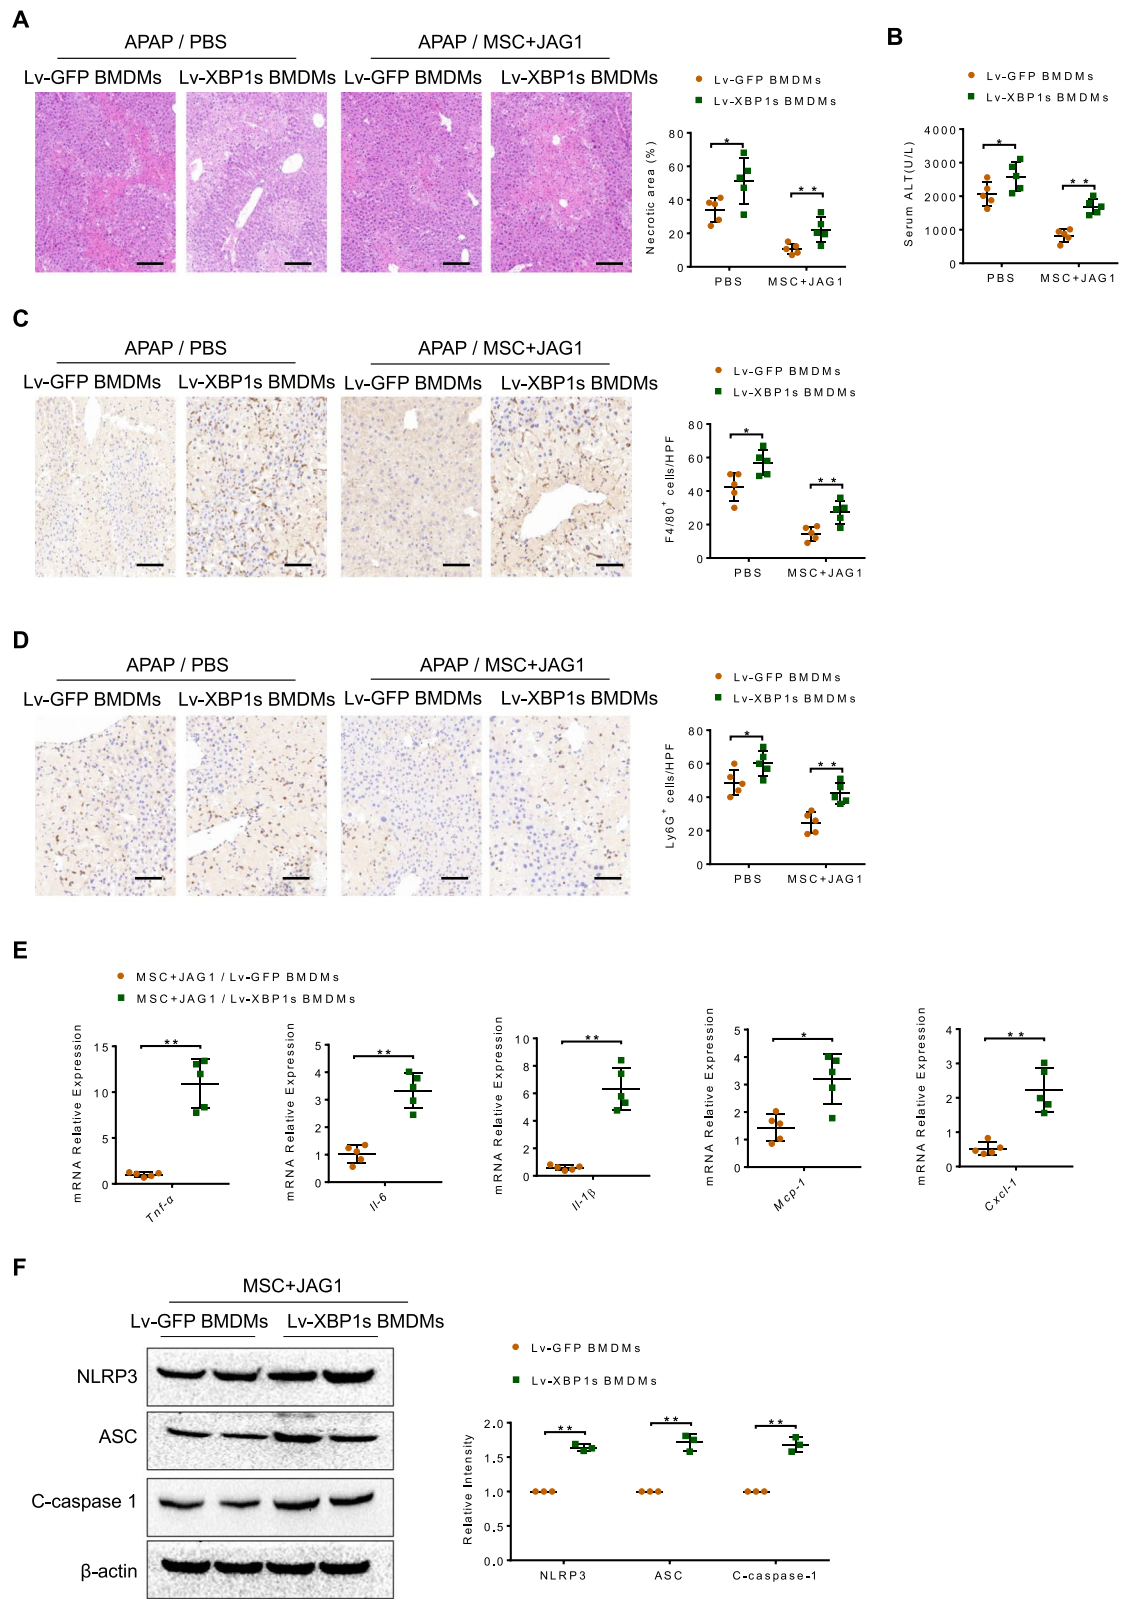 A
APAP / PBS
APAP / MSC+JAG1
Lv-GFP BMDMs
Lv-XBP1s BMDMs
Lv-GFP BMDMs
Lv-XBP1s BMDMs
Lv-GFP BMDMs
Lv-XBP1s BMDMs
Necrotic area (%)
80
60
40
20
0
*
* *
PBS
MSC+JAG1
B
Lv-GFP BMDMs
Lv-XBP1s BMDMs
Serum ALT(U/L)
4000
3000
2000
1000
0
*
* *
PBS
MSC+JAG1
C
APAP / PBS
APAP / MSC+JAG1
Lv-GFP BMDMs
Lv-XBP1s BMDMs
Lv-GFP BMDMs
Lv-XBP1s BMDMs
Lv-GFP BMDMs
Lv-XBP1s BMDMs
F4/80⁺ cells/HPF
80
60
40
20
0
*
* *
PBS
MSC+JAG1
D
APAP / PBS
APAP / MSC+JAG1
Lv-GFP BMDMs
Lv-XBP1s BMDMs
Lv-GFP BMDMs
Lv-XBP1s BMDMs
Lv-GFP BMDMs
Lv-XBP1s BMDMs
Ly6G⁺ cells/HPF
80
60
40
20
0
*
* *
PBS
MSC+JAG1
E
MSC+JAG1 / Lv-GFP BMDMs
MSC+JAG1 / Lv-XBP1s BMDMs
mRNA Relative Expression
15
10
5
0
**
Tnf-α
mRNA Relative Expression
5
4
3
2
1
0
**
Il-6
mRNA Relative Expression
10
8
6
4
2
0
**
Il-1β
mRNA Relative Expression
5
4
3
2
1
0
*
Mcp-1
mRNA Relative Expression
4
3
2
1
0
* *
Cxcl-1
F
MSC+JAG1
Lv-GFP BMDMs
Lv-XBP1s BMDMs
NLRP3
ASC
C-caspase 1
β-actin
Lv-GFP BMDMs
Lv-XBP1s BMDMs
Relative Intensity
2.0
1.5
1.0
0.5
0.0
**
**
**
NLRP3
ASC
C-caspase-1